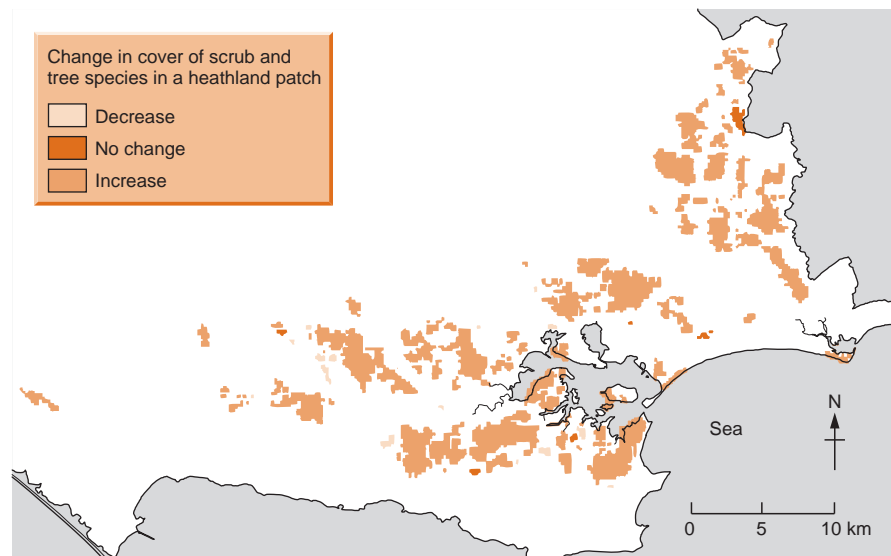 Change in cover of scrub and
tree species in a heathland patch
Decrease
No change
Increase
Sea
N
0 5 10 km